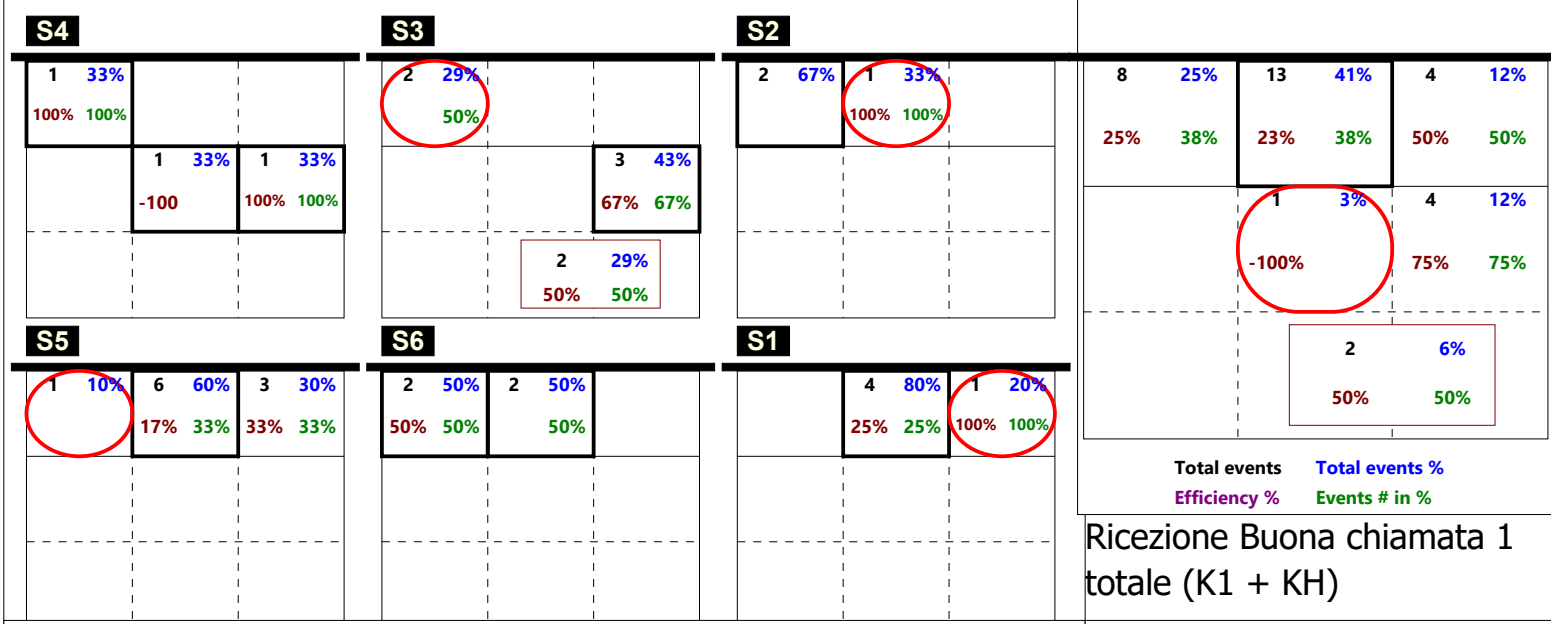 S4
S3
S2
1 33%
100% 100%
1 33% 1 33%
-100 100% 100%
2 29%
50%
3 43%
67% 67%
2 29%
50% 50%
2 67% 1 33%
100% 100%
8 25% 13 41% 4 12%
25% 38% 23% 38% 50% 50%
1 3% 4 12%
-100% 75% 75%
2 6%
50% 50%
Total events Total events %
Efficiency % Events # in %
S5
S6
S1
1 10% 6 60% 3 30%
17% 33% 33% 33%
2 50% 2 50%
50% 50% 50%
4 80% 1 20%
25% 25% 100% 100%
Ricezione Buona chiamata 1
totale (K1 + KH)